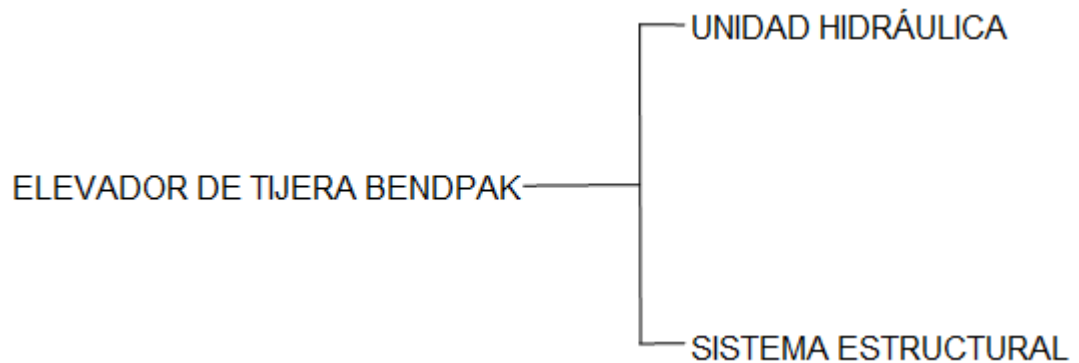 UNIDAD HIDRÁULICA
ELEVADOR DE TIJERA BENDPAK
SISTEMA ESTRUCTURAL